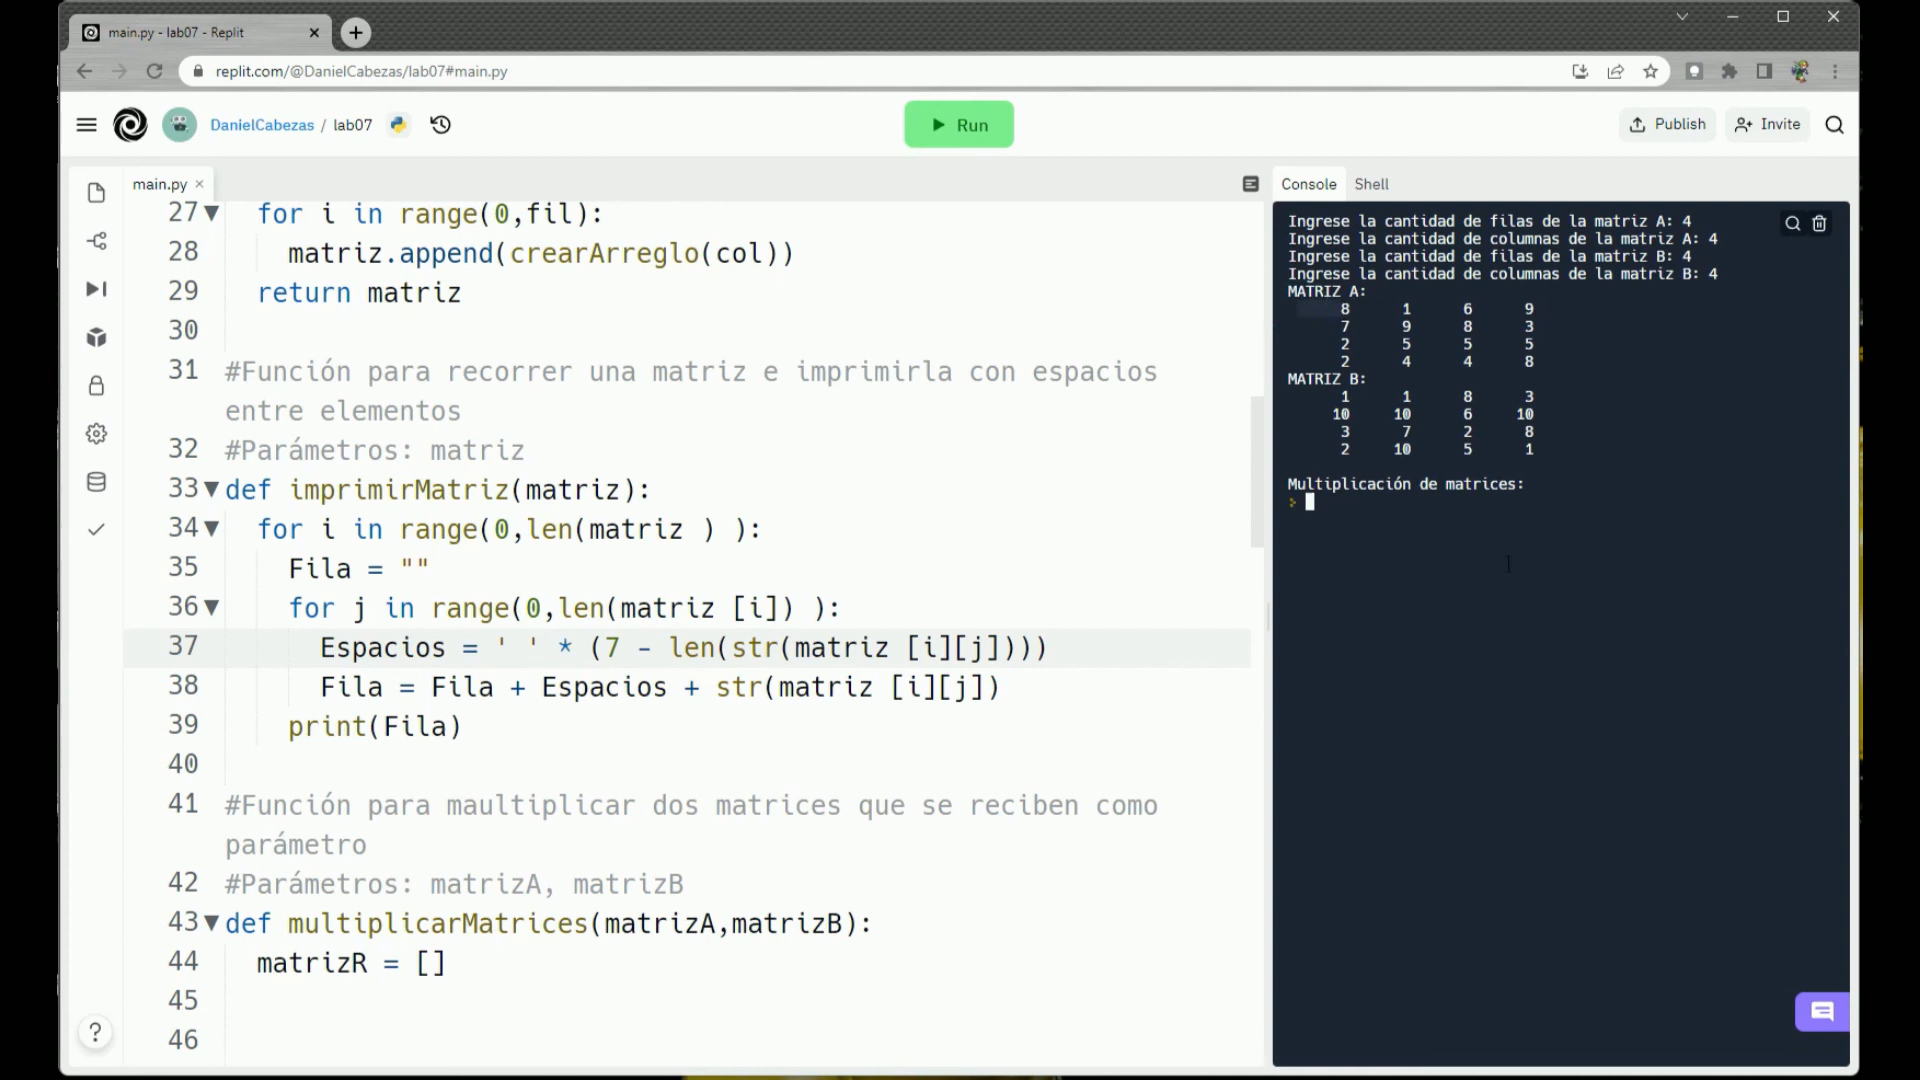 main.py - lab07 - Replit
replit.com/@DanielCabezas/lab07#main.py
DanielCabezas / lab07
Run
Publish
Invite
main.py
27 for i in range(0,fil):
28 matriz.append(crearArreglo(col))
29 return matriz
30
31 #Función para recorrer una matriz e imprimirla con espacios
entre elementos
32 #Parámetros: matriz
33 def imprimirMatriz(matriz):
34 for i in range(0,len(matriz ) ):
35 Fila = ""
36 for j in range(0,len(matriz [i]) ):
37 Espacios = ' ' * (7 - len(str(matriz [i][j])))
38 Fila = Fila + Espacios + str(matriz [i][j])
39 print(Fila)
40
41 #Función para maultiplicar dos matrices que se reciben como
parámetro
42 #Parámetros: matrizA, matrizB
43 def multiplicarMatrices(matrizA,matrizB):
44 matrizR = []
45
46
?
Console Shell
Ingrese la cantidad de filas de la matriz A: 4
Ingrese la cantidad de columnas de la matriz A: 4
Ingrese la cantidad de filas de la matriz B: 4
Ingrese la cantidad de columnas de la matriz B: 4
MATRIZ A:
8 1 6 9
7 9 8 3
2 5 5 5
2 4 4 8
MATRIZ B:
1 1 8 3
10 10 6 10
3 7 2 8
2 10 5 1
Multiplicación de matrices: